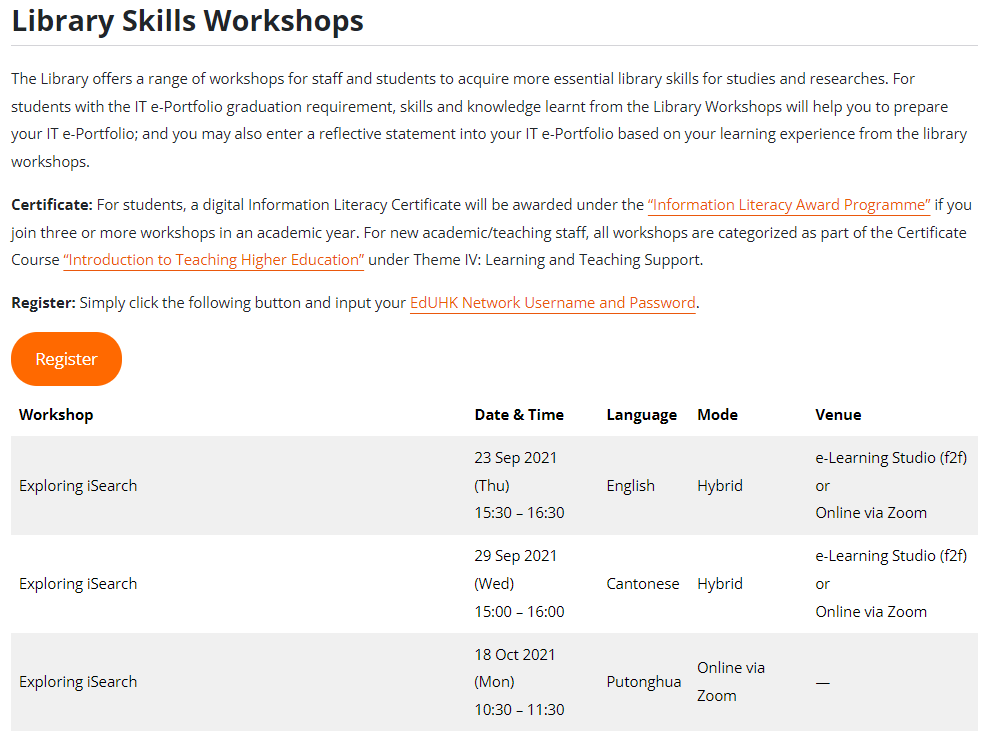 Library Skills Workshops
The Library offers a range of workshops for staff and students to acquire more essential library skills for studies and researches. For
students with the IT e-Portfolio graduation requirement, skills and knowledge learnt from the Library Workshops will help you to prepare
your IT e-Portfolio; and you may also enter a reflective statement into your IT e-Portfolio based on your learning experience from the library
workshops.
Certificate: For students, a digital Information Literacy Certificate will be awarded under the “Information Literacy Award Programme” if you
join three or more workshops in an academic year. For new academic/teaching staff, all workshops are categorized as part of the Certificate
Course “Introduction to Teaching Higher Education” under Theme IV: Learning and Teaching Support.
Register: Simply click the following button and input your EdUHK Network Username and Password.
Register
Workshop Date & Time Language Mode Venue
23 Sep 2021 e-Learning Studio (f2f)
Exploring iSearch (Thu) English Hybrid or
15:30 – 16:30 Online via Zoom
29 Sep 2021 e-Learning Studio (f2f)
Exploring iSearch (Wed) Cantonese Hybrid or
15:00 – 16:00 Online via Zoom
18 Oct 2021
Exploring iSearch (Mon) Putonghua Online via Zoom —
10:30 – 11:30